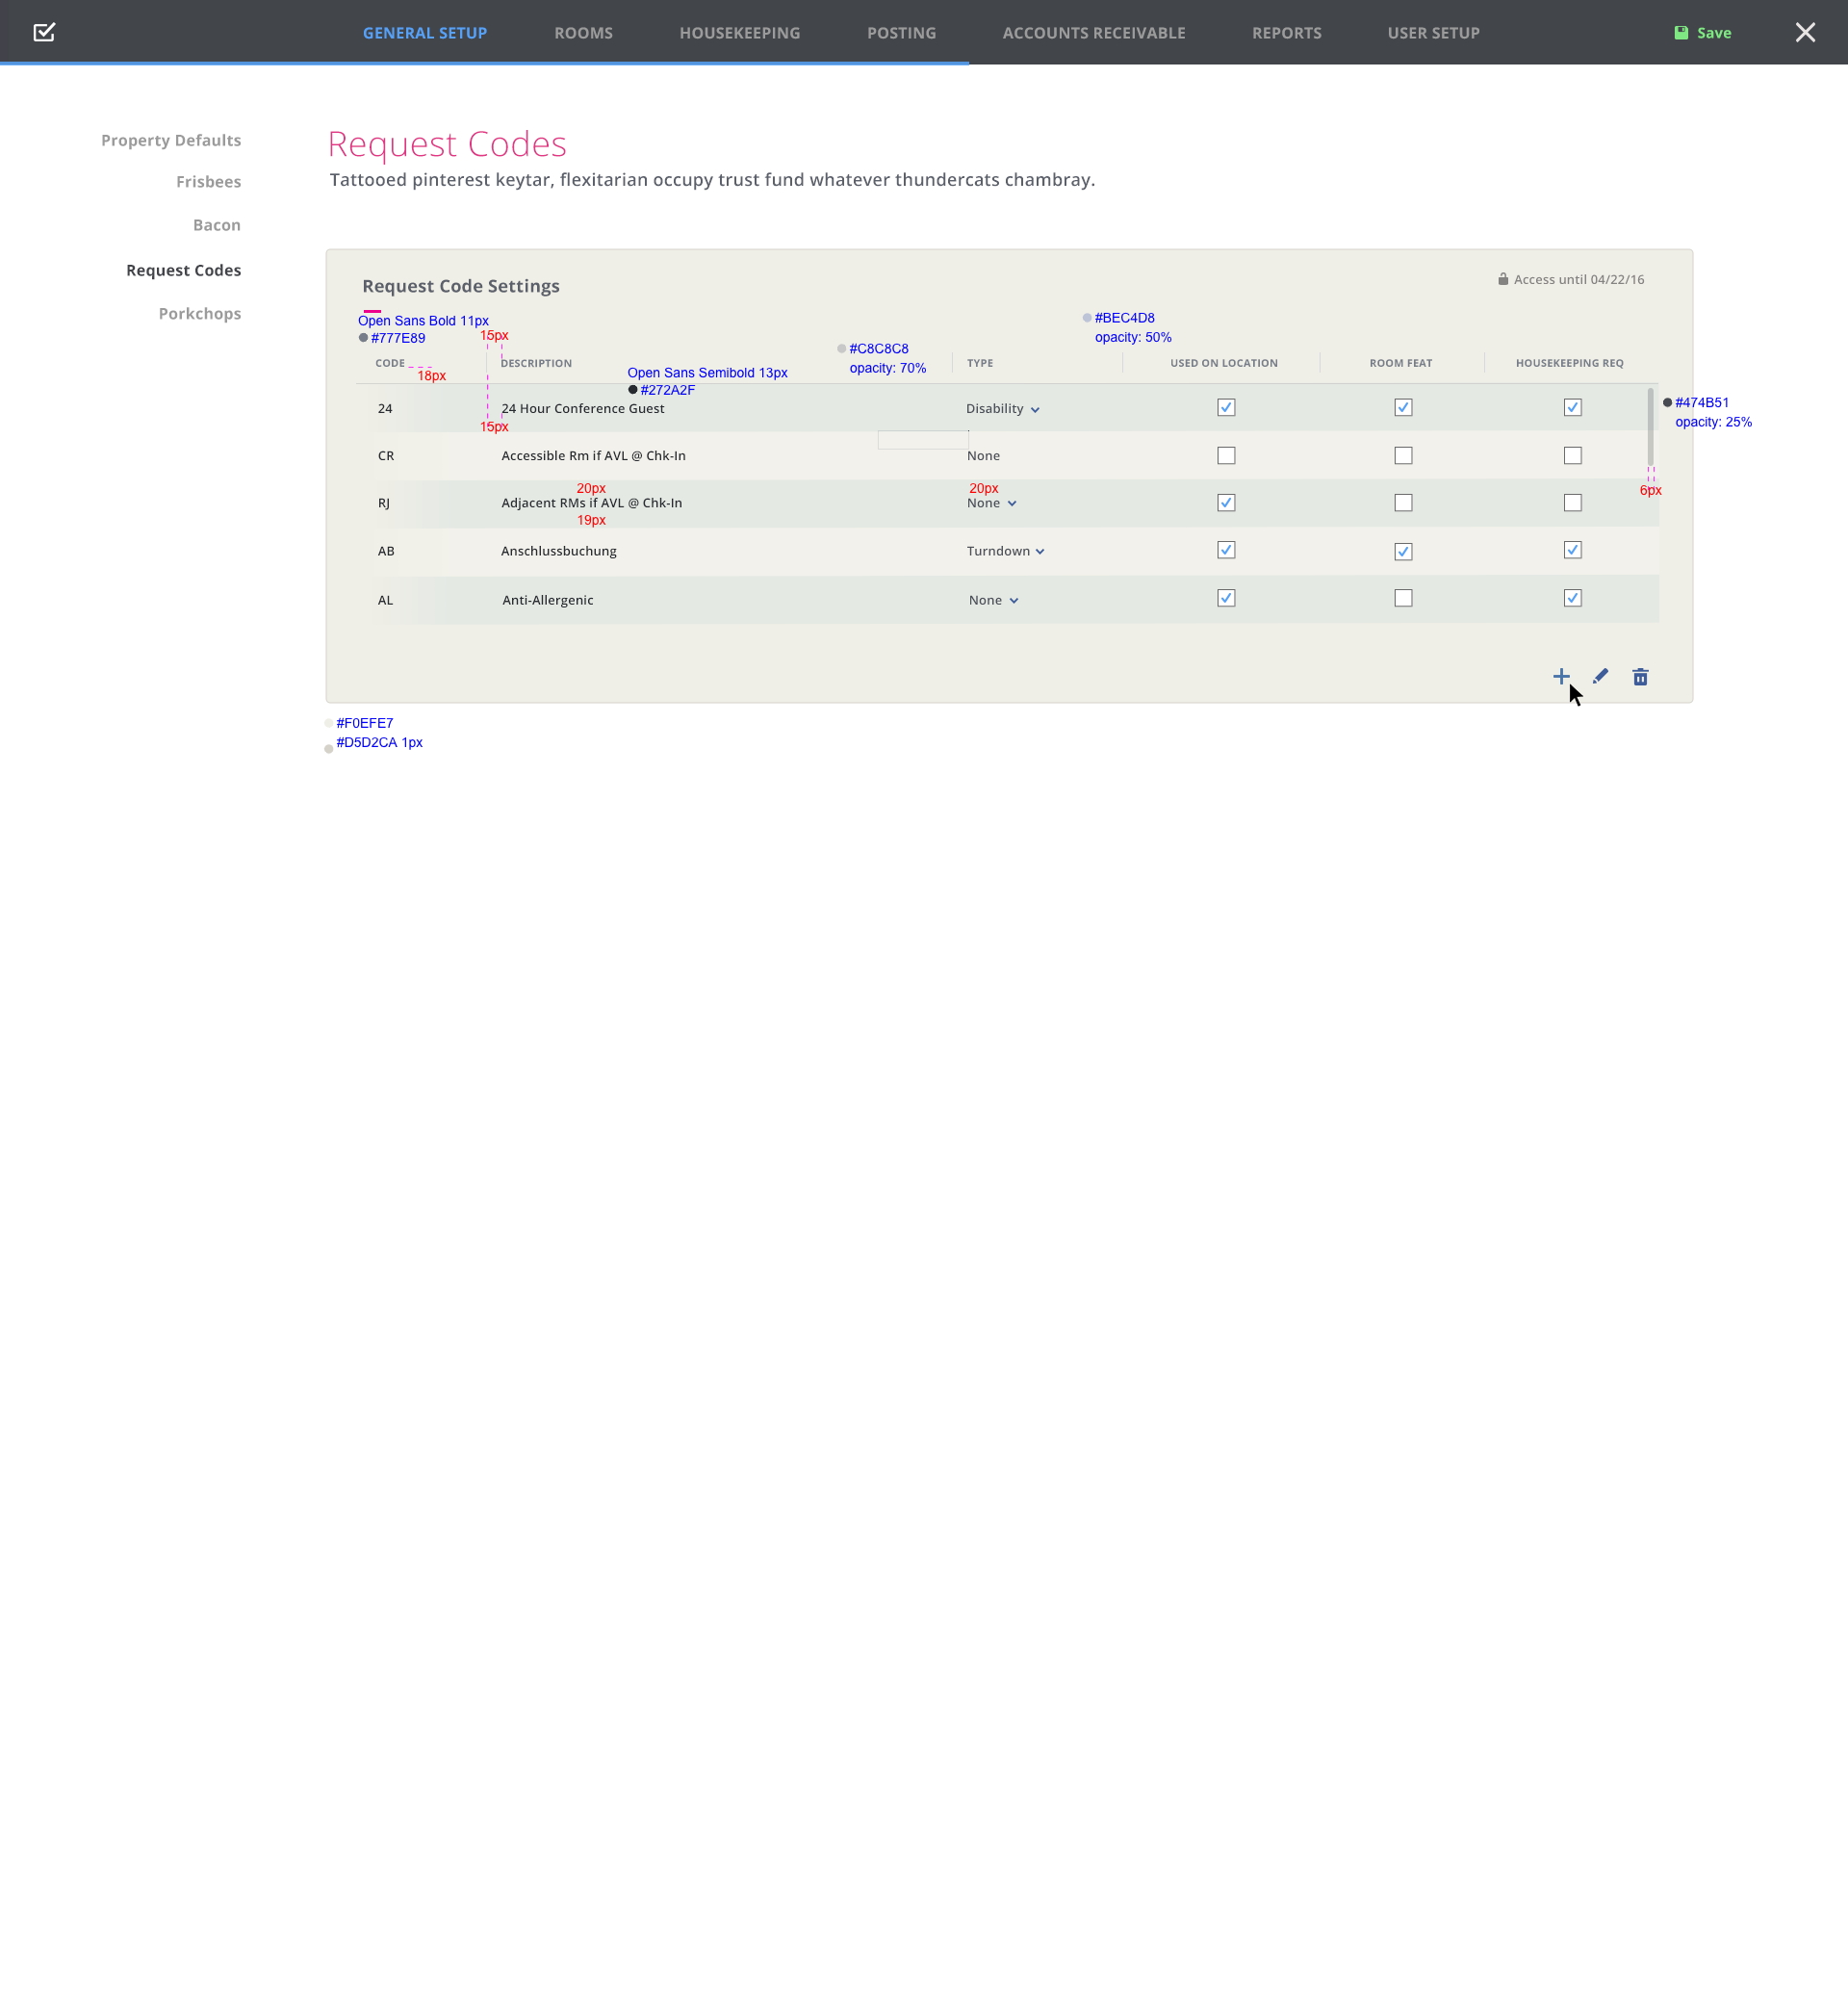 GENERAL SETUP ROOMS HOUSEKEEPING POSTING ACCOUNTS RECEIVABLE REPORTS USER SETUP Save
Property Defaults
Frisbees
Bacon
Request Codes
Porkchops
Request Codes
Tattooed pinterest keytar, flexitarian occupy trust fund whatever thundercats chambray.
Request Code Settings
Access until 04/22/16
Open Sans Bold 11px
#777E89
15px
#BEC4D8
opacity: 50%
#C8C8C8
opacity: 70%
CODE DESCRIPTION TYPE USED ON LOCATION ROOM FEAT HOUSEKEEPING REQ
18px
Open Sans Semibold 13px
#272A2F
24 24 Hour Conference Guest Disability
15px
#474B51
opacity: 25%
CR Accessible Rm if AVL @ Chk-In None
20px 20px
6px
RJ Adjacent RMs if AVL @ Chk-In None
19px
AB Anschlussbuchung Turndown
AL Anti-Allergenic None
#F0EFE7
#D5D2CA 1px